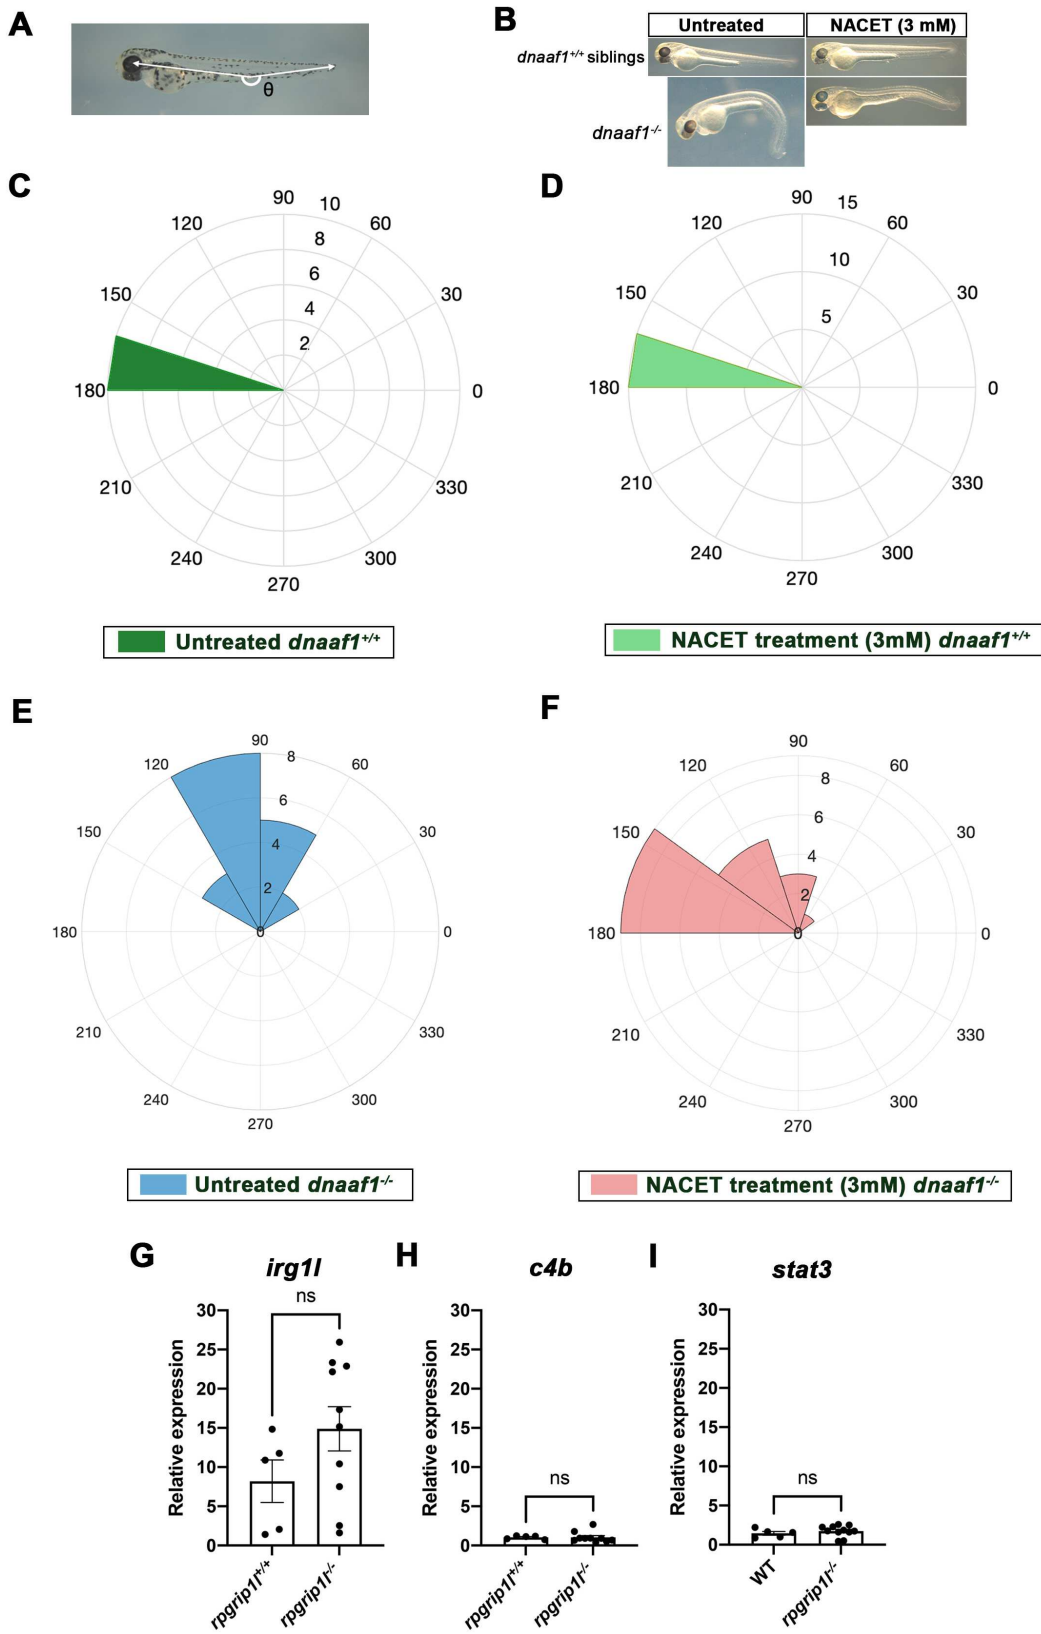 A
θ
B
Untreated
NACET (3 mM)
dnaaf1+/+ siblings
dnaaf1-/-
C
90
10
120
60
8
6
150
30
4
2
180
0
210
330
240
300
270
Untreated dnaaf1+/+
D
90
15
120
60
10
150
30
5
180
0
210
330
240
300
270
NACET treatment (3mM) dnaaf1+/+
E
90
8
120
60
6
150
30
4
2
180
0
0
210
330
240
300
270
Untreated dnaaf1-/-
F
90
120
60
8
6
150
30
4
2
180
0
0
210
330
240
300
270
NACET treatment (3mM) dnaaf1-/-
G
irg1l
ns
Relative expression
30
25
20
15
10
5
0
rpgrip1l+/+
rpgrip1l-/-
H
c4b
ns
Relative expression
30
25
20
15
10
5
0
rpgrip1l+/+
rpgrip1l-/-
I
stat3
ns
Relative expression
30
25
20
15
10
5
0
WT
rpgrip1l-/-